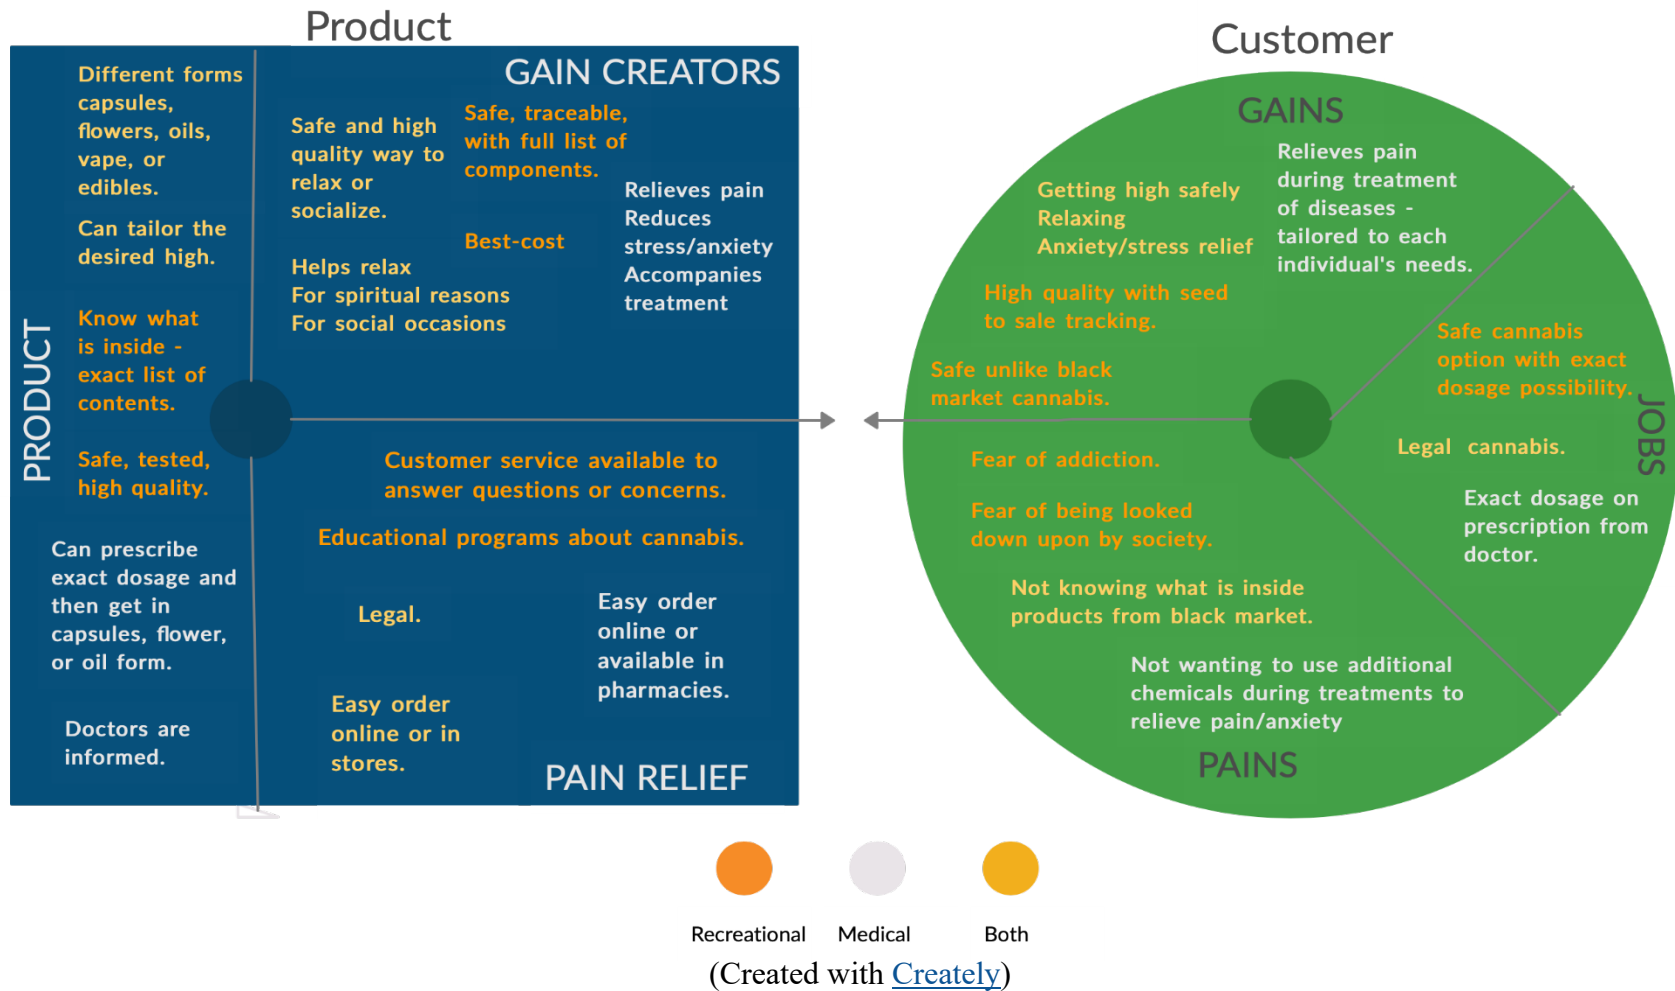 Product
GAIN CREATORS
Different forms
capsules,
flowers, oils,
vape, or
edibles.
Can tailor the
desired high.
Know what
is inside -
exact list of
contents.
Safe, tested,
high quality.
Can prescribe
exact dosage and
then get in
capsules, flower,
or oil form.
Doctors are
informed.
PRODUCT
Safe and high
quality way to
relax or
socialize.
Helps relax
For spiritual reasons
For social occasions
Safe, traceable,
with full list of
components.
Best-cost
Relieves pain
Reduces
stress/anxiety
Accompanies
treatment
Customer service available to
answer questions or concerns.
Educational programs about cannabis.
Legal.
Easy order
online or in
stores.
Easy order
online or
available in
pharmacies.
PAIN RELIEF
Customer
GAINS
Relieves pain
during treatment
of diseases -
tailored to each
individual's needs.
Getting high safely
Relaxing
Anxiety/stress relief
High quality with seed
to sale tracking.
Safe unlike black
market cannabis.
Safe cannabis
option with exact
dosage possibility.
Legal cannabis.
Exact dosage on
prescription from
doctor.
JOBS
Fear of addiction.
Fear of being looked
down upon by society.
Not knowing what is inside
products from black market.
Not wanting to use additional
chemicals during treatments to
relieve pain/anxiety
PAINS
Recreational
Medical
Both
(Created with Creately)